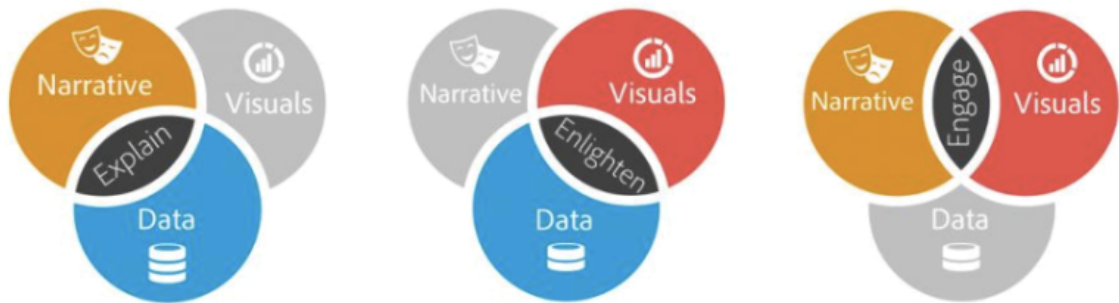 Narrative
Visuals
Explain
Data
Narrative
Visuals
Enlighten
Data
Narrative
Engage
Visuals
Data